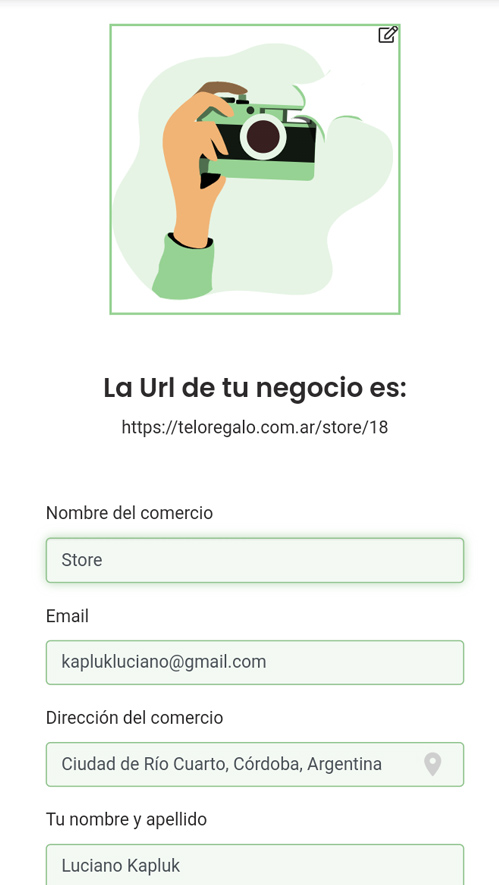 La Url de tu negocio es:
https://teloregalo.com.ar/store/18
Nombre del comercio
Store
Email
kaplukluciano@gmail.com
Dirección del comercio
Ciudad de Río Cuarto, Córdoba, Argentina
Tu nombre y apellido
Luciano Kapluk